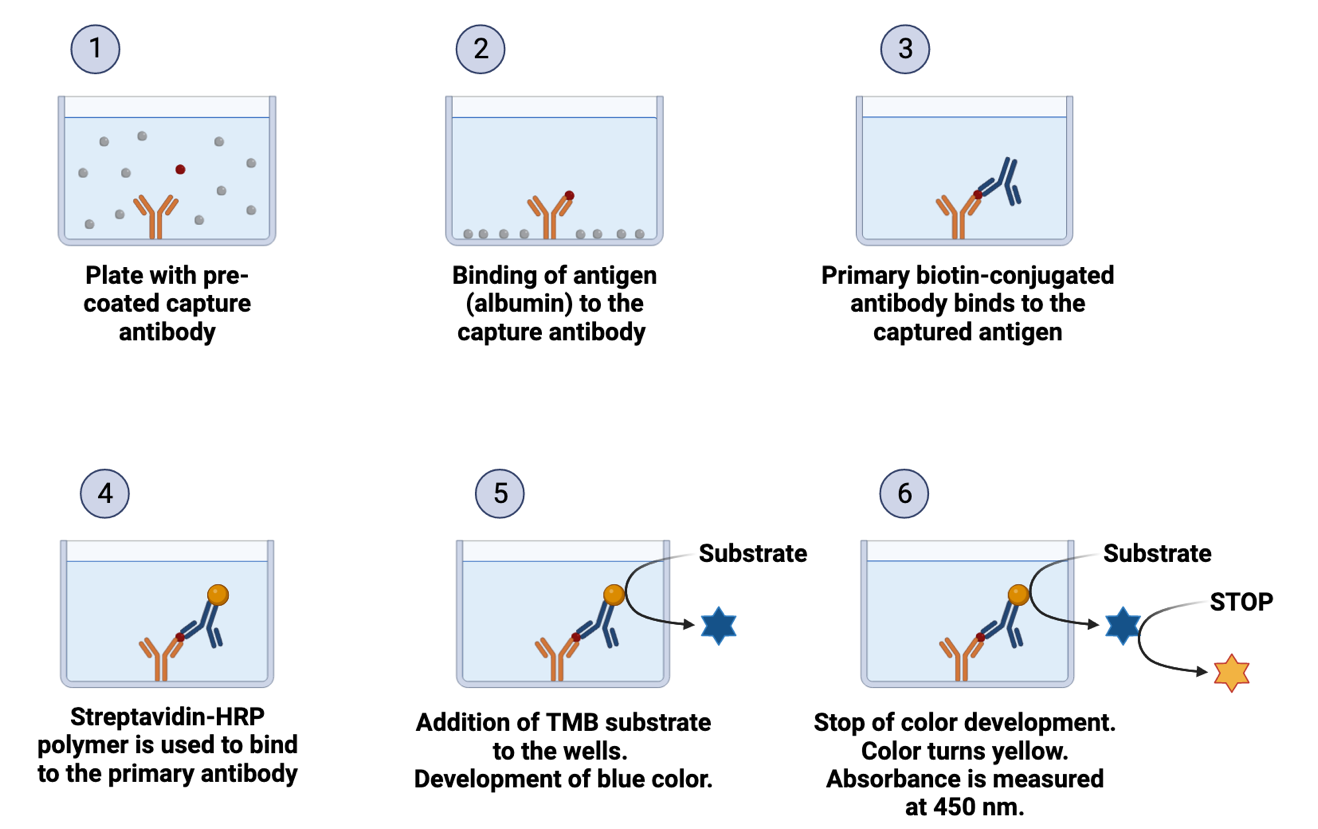 1
2
3
Plate with pre-
coated capture
antibody
Binding of antigen
(albumin) to the
capture antibody
Primary biotin-conjugated
antibody binds to the
captured antigen
4
5
6
Substrate
Substrate
STOP
Streptavidin-HRP
polymer is used to bind
to the primary antibody
Addition of TMB substrate
to the wells.
Development of blue color.
Stop of color development.
Color turns yellow.
Absorbance is measured
at 450 nm.